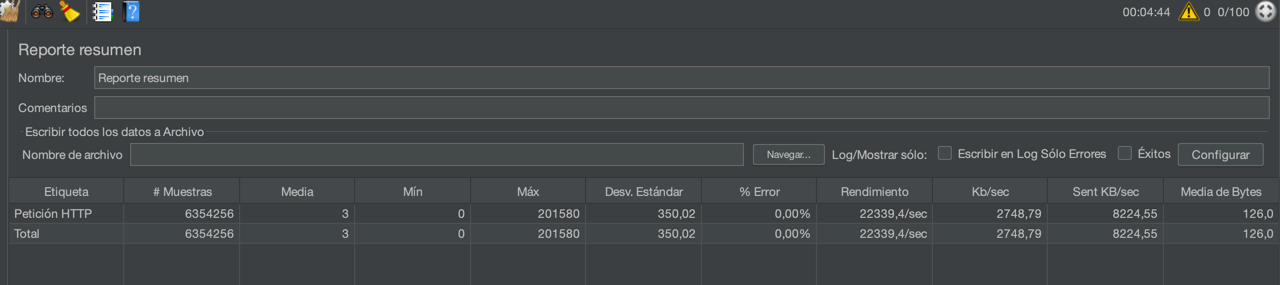 00:04:44 0 0/100
Reporte resumen
Nombre: Reporte resumen
Comentarios
Escribir todos los datos a Archivo
Nombre de archivo Navegar... Log/Mostrar sólo: Escribir en Log Sólo Errores Éxitos Configurar
Etiqueta # Muestras Media Mín Máx Desv. Estándar % Error Rendimiento Kb/sec Sent KB/sec Media de Bytes
Petición HTTP 6354256 3 0 201580 350,02 0,00% 22339,4/sec 2748,79 8224,55 126,0
Total 6354256 3 0 201580 350,02 0,00% 22339,4/sec 2748,79 8224,55 126,0